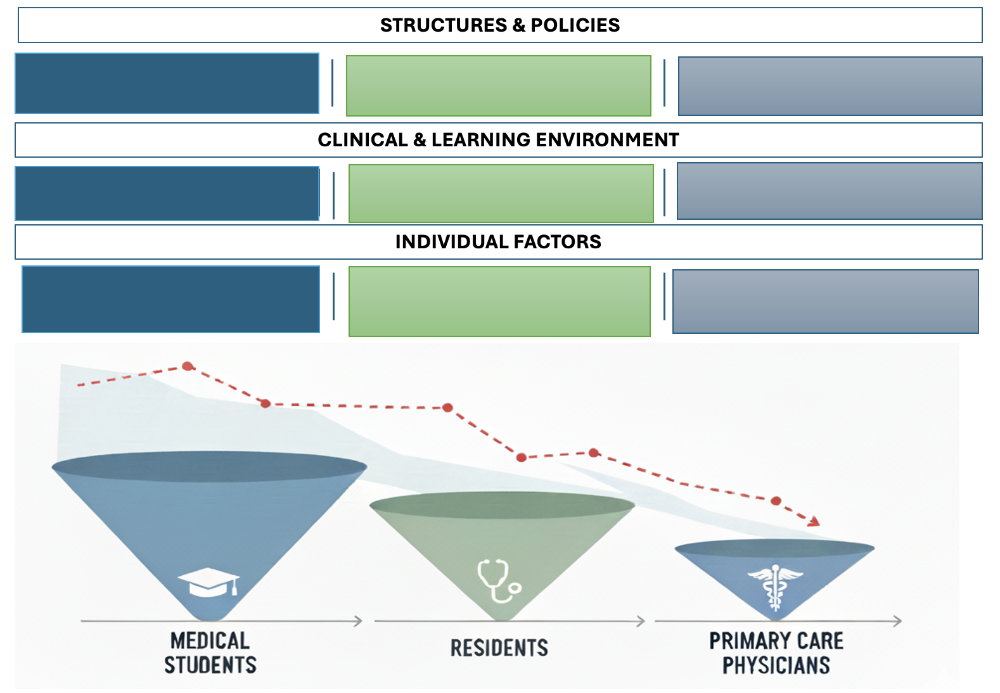 STRUCTURES & POLICIES
CLINICAL & LEARNING ENVIRONMENT
INDIVIDUAL FACTORS
MEDICAL
STUDENTS
RESIDENTS
PRIMARY CARE
PHYSICIANS